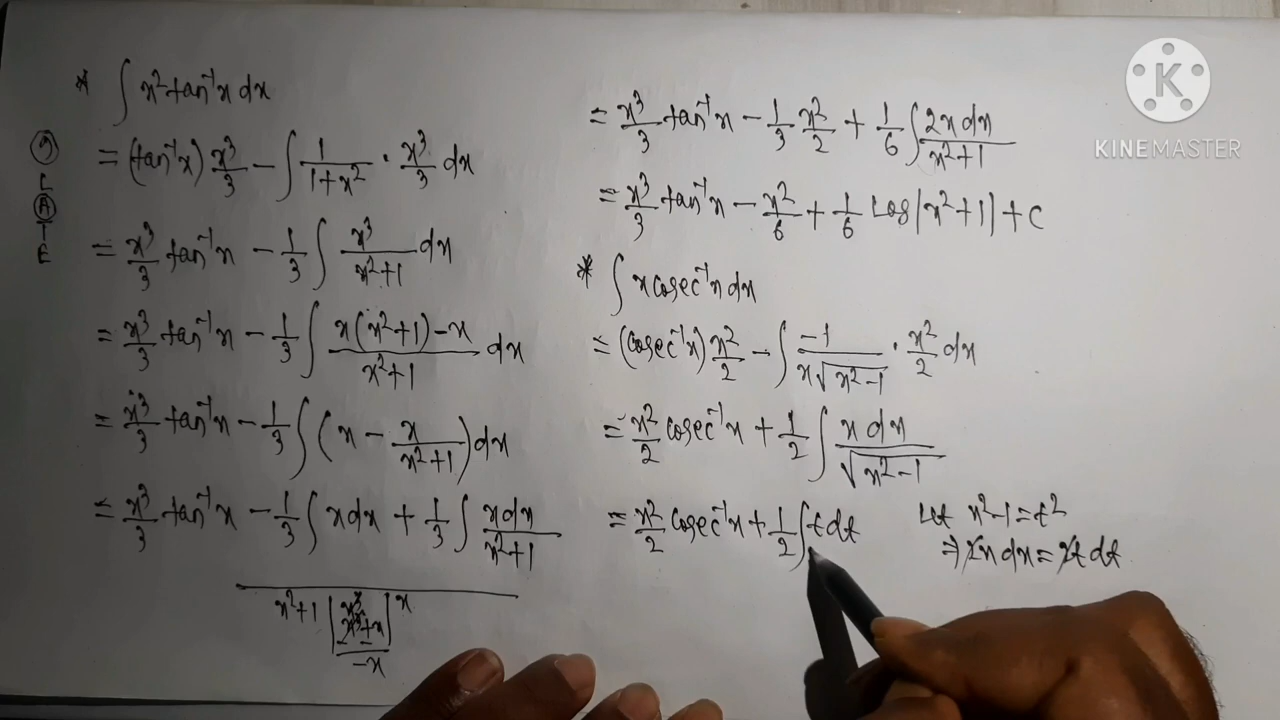 * ∫ x² tan⁻¹x dx
= (tan⁻¹x) x³/3 − ∫ 1/(1+x²) · x³/3 dx
= x³/3 tan⁻¹x − 1/3 ∫ x³/(x²+1) dx
= x³/3 tan⁻¹x − 1/3 ∫ (x(x²+1)−x)/(x²+1) dx
= x³/3 tan⁻¹x − 1/3 ∫ (x − x/(x²+1)) dx
= x³/3 tan⁻¹x − 1/3 ∫ x dx + 1/3 ∫ x dx/(x²+1)
I
L
A
T
E
x²+1 | x³ | x
x³+x
− −
−x
= x³/3 tan⁻¹x − 1/3 x²/2 + 1/6 ∫ 2x dx/(x²+1)
= x³/3 tan⁻¹x − x²/6 + 1/6 Log|x²+1| + C
* ∫ x cosec⁻¹x dx
= (cosec⁻¹x) x²/2 − ∫ −1/(x√(x²−1)) · x²/2 dx
= x²/2 cosec⁻¹x + 1/2 ∫ x dx/√(x²−1)
= x²/2 cosec⁻¹x + 1/2 ∫ t dt
Let x²−1 = t²
⇒ 2x dx = 2t dt
KINEMASTER